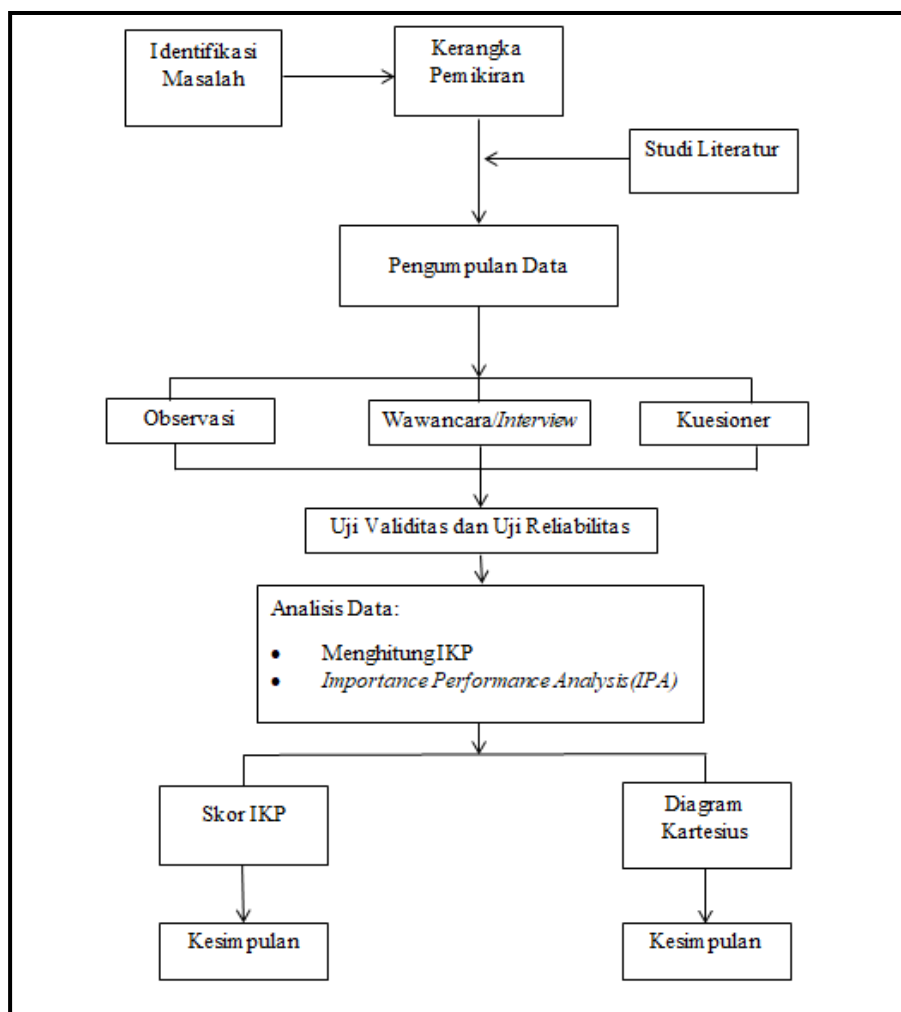 Identifikasi
Masalah
Kerangka
Pemikiran
Studi Literatur
Pengumpulan Data
Observasi
Wawancara/Interview
Kuesioner
Uji Validitas dan Uji Reliabilitas
Analisis Data:
• Menghitung IKP
• Importance Performance Analysis(IPA)
Skor IKP
Diagram
Kartesius
Kesimpulan
Kesimpulan